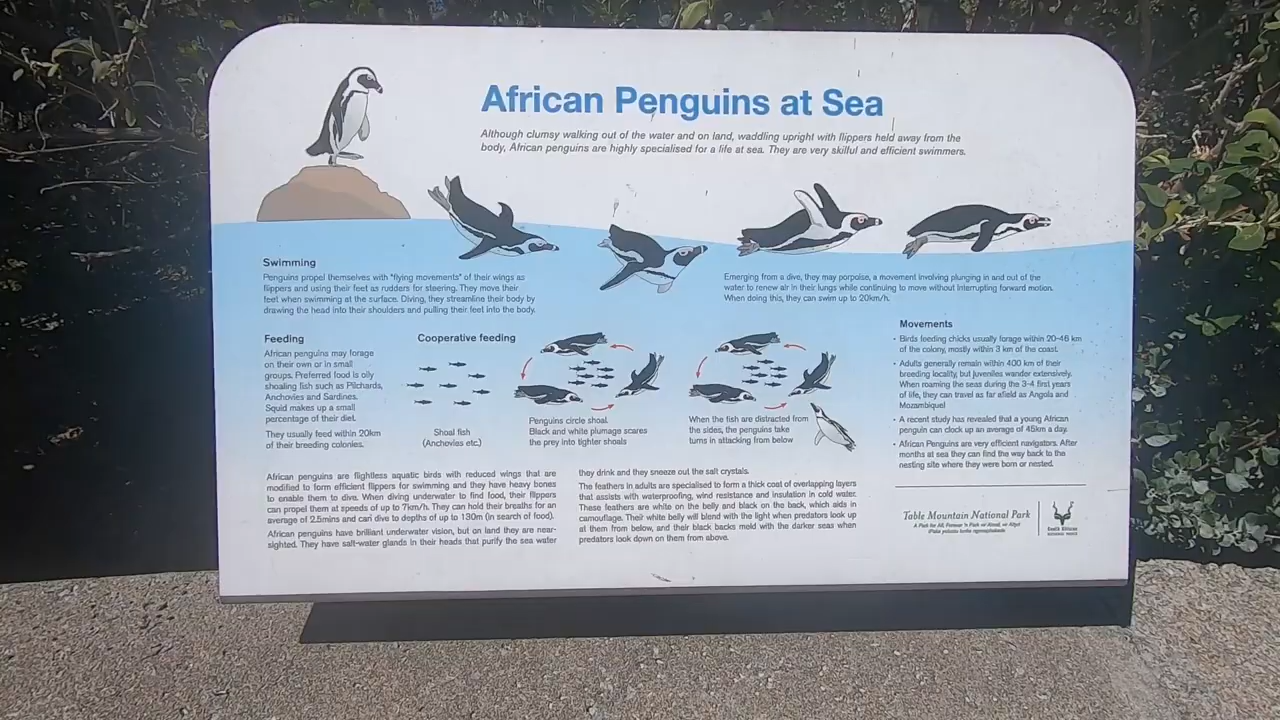 African Penguins at Sea
Although clumsy walking out of the water and on land, waddling upright with flippers held away from the
body, African penguins are highly specialised for a life at sea. They are very skilful and efficient swimmers.
Swimming
Penguins propel themselves with "flying movements" of their wings as
flippers and using their feet as rudders for steering. They move their
feet when swimming at the surface. Diving, they streamline their body by
drawing the head into their shoulders and pulling their feet into the body.
Emerging from a dive, they may porpoise, a movement involving plunging in and out of the
water to renew air in their lungs while continuing to move without interrupting forward motion.
When doing this, they can swim up to 20km/h.
Feeding
African penguins may forage
on their own or in small
groups. Preferred food is oily
shoaling fish such as Pilchards,
Anchovies and Sardines.
Squid makes up a small
percentage of their diet.
They usually feed within 20km
of their breeding colonies.
Cooperative feeding
Shoal fish
(Anchovies etc.)
Penguins circle shoal.
Black and white plumage scares
the prey into tighter shoals
When the fish are distracted from
the sides, the penguins take
turns in attacking from below
Movements
• Birds feeding chicks usually forage within 20-46 km
of the colony, mostly within 3 km of the coast.
• Adults generally remain within 400 km of their
breeding locality, but juveniles wander extensively.
When roaming the seas during the 3-4 first years
of life, they can travel as far afield as Angola and
Mozambique!
• A recent study has revealed that a young African
penguin can clock up an average of 45km a day.
• African Penguins are very efficient navigators. After
months at sea they can find the way back to the
nesting site where they were born or nested.
African penguins are flightless aquatic birds with reduced wings that are
modified to form efficient flippers for swimming and they have heavy bones
to enable them to dive. When diving underwater to find food, their flippers
can propel them at speeds of up to 7km/h. They can hold their breaths for an
average of 2.5mins and can dive to depths of up to 130m (in search of food).
African penguins have brilliant underwater vision, but on land they are near-
sighted. They have salt-water glands in their heads that purify the sea water
they drink and they sneeze out the salt crystals.
The feathers in adults are specialised to form a thick coat of overlapping layers
that assists with waterproofing, wind resistance and insulation in cold water.
These feathers are white on the belly and black on the back, which aids in
camouflage. Their white belly will blend with the light when predators look up
at them from below, and their black backs meld with the darker seas when
predators look down on them from above.
Table Mountain National Park
A Park for All, Forever
South African
NATIONAL PARKS